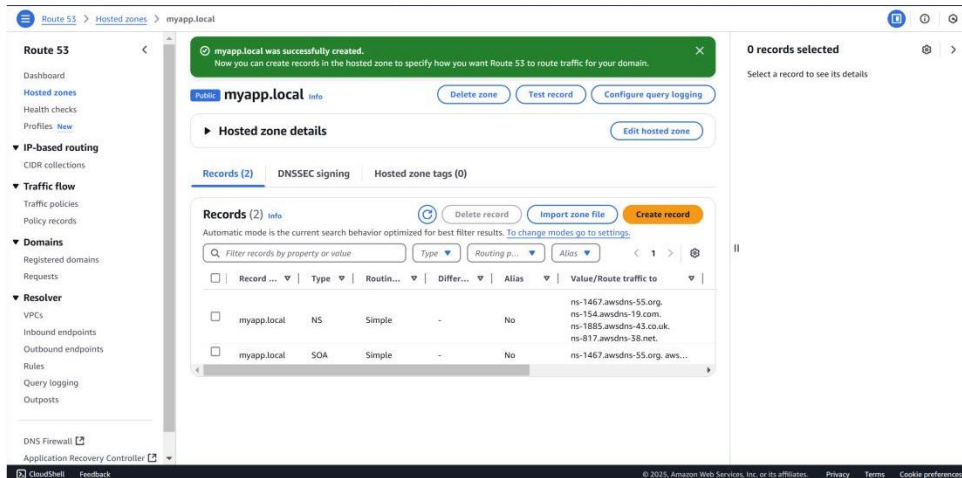 Route 53 > Hosted zones > myapp.local
Route 53
Dashboard
Hosted zones
Health checks
Profiles New
IP-based routing
CIDR collections
Traffic flow
Traffic policies
Policy records
Domains
Registered domains
Requests
Resolver
VPCs
Inbound endpoints
Outbound endpoints
Rules
Query logging
Outposts
DNS Firewall
Application Recovery Controller
myapp.local was successfully created.
Now you can create records in the hosted zone to specify how you want Route 53 to route traffic for your domain.
Public myapp.local Info Delete zone Test record Configure query logging
Hosted zone details Edit hosted zone
Records (2) DNSSEC signing Hosted zone tags (0)
Records (2) Info Delete record Import zone file Create record
Automatic mode is the current search behavior optimized for best filter results. To change modes go to settings.
Filter records by property or value Type Routing p... Alias < 1 >
Record ... Type Routin... Differ... Alias Value/Route traffic to
myapp.local NS Simple - No ns-1467.awsdns-55.org.
ns-154.awsdns-19.com.
ns-1885.awsdns-43.co.uk.
ns-817.awsdns-38.net.
myapp.local SOA Simple - No ns-1467.awsdns-55.org. aws...
0 records selected
Select a record to see its details
CloudShell Feedback © 2025, Amazon Web Services, Inc. or its affiliates. Privacy Terms Cookie preferences